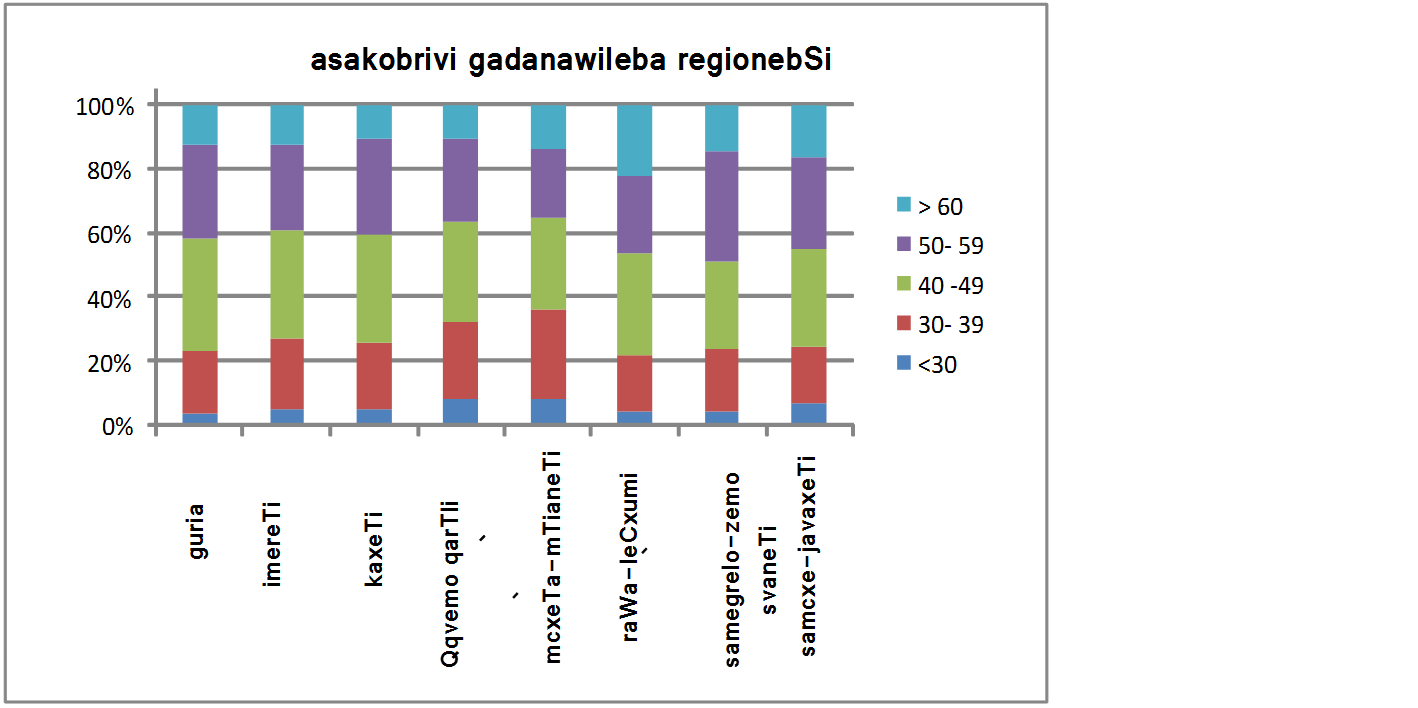 asakobrivi gadanawileba regionebSi
100%
80%
60%
40%
20%
0%
> 60
50- 59
40 -49
30- 39
<30
guria
imereTi
kaxeTi
Qqvemo qarTli
mcxeTa-mTianeTi
raWa-leCxumi
samegrelo-zemo
svaneTi
samcxe-javaxeTi